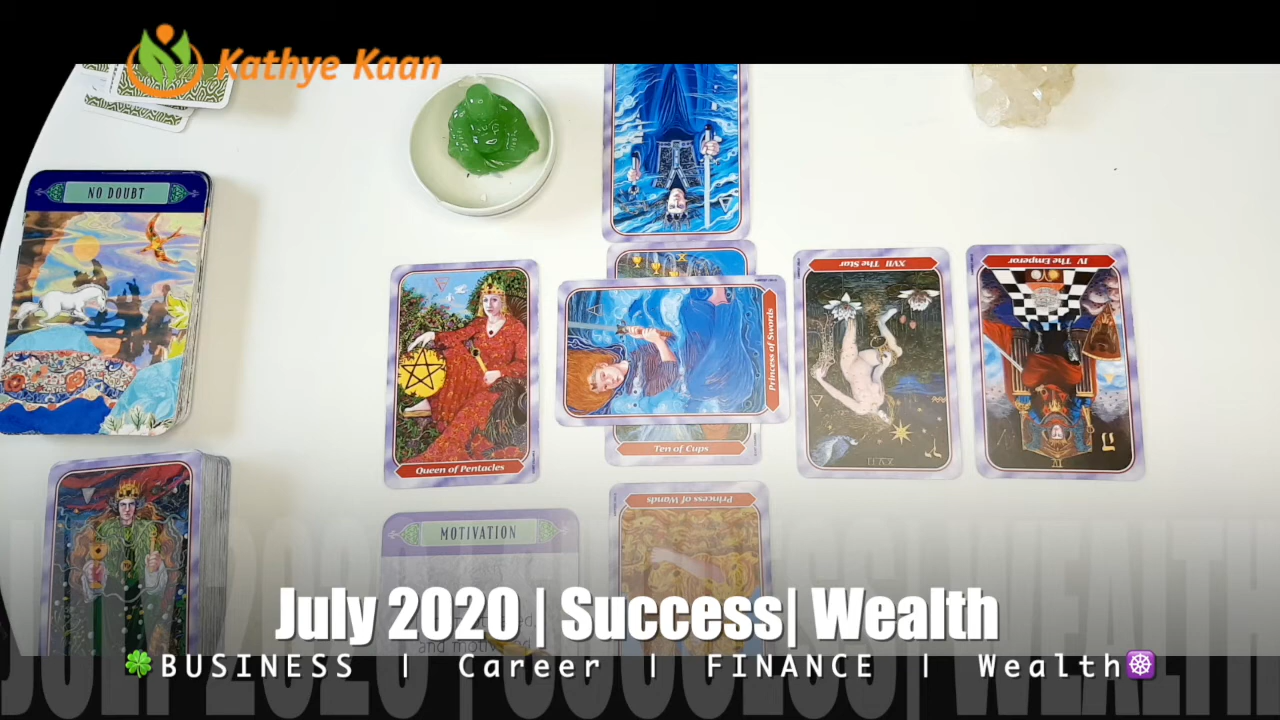 Kathye Kaan
NO DOUBT
XVII The Star
IV The Emperor
Princess of Swords
Ten of Cups
Queen of Pentacles
Princess of Wands
MOTIVATION
July 2020 | Success| Wealth
🍀BUSINESS | Career | FINANCE | Wealth☸️